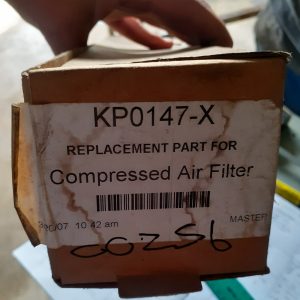 KP0147-X
REPLACEMENT PART FOR
Compressed Air Filter
10:42 am MASTER